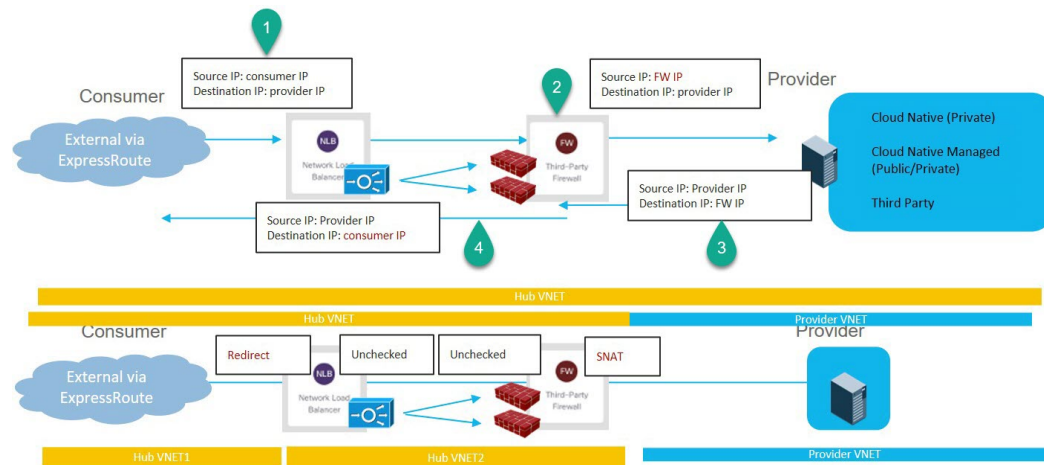 1
Source IP: consumer IP
Destination IP: provider IP
2
Source IP: FW IP
Destination IP: provider IP
Provider
Consumer
External via
ExpressRoute
NLB
Network Load
Balancer
FW
Third-Party
Firewall
Cloud Native (Private)
Cloud Native Managed
(Public/Private)
Third Party
Source IP: Provider IP
Destination IP: FW IP
3
Source IP: Provider IP
Destination IP: consumer IP
4
Hub VNET
Hub VNET
Provider VNET
Consumer
Provider
External via
ExpressRoute
Redirect
NLB
Network Load
Balancer
Unchecked
Unchecked
FW
Third-Party
Firewall
SNAT
Hub VNET1
Hub VNET2
Provider VNET